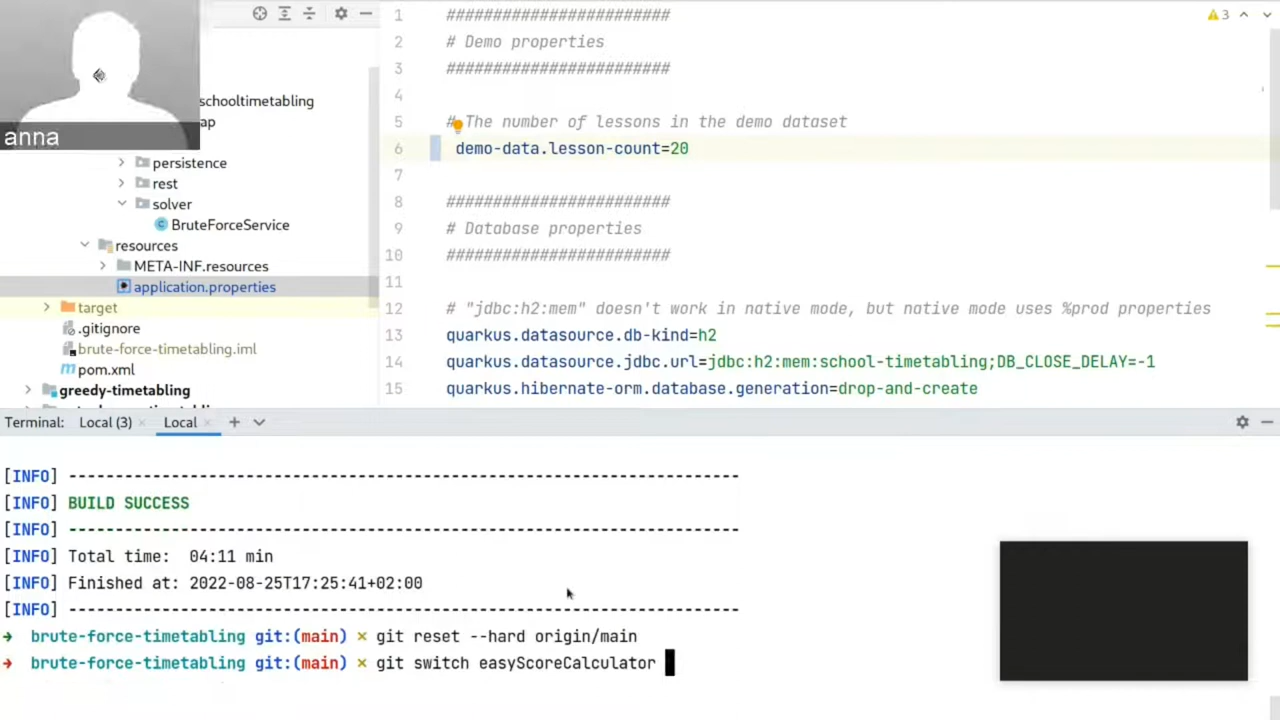 anna
schooltimetabling
ap
persistence
rest
solver
BruteForceService
resources
META-INF.resources
application.properties
target
.gitignore
brute-force-timetabling.iml
pom.xml
greedy-timetabling
3
1 ########################
2 # Demo properties
3 ########################
4
5 # The number of lessons in the demo dataset
6 demo-data.lesson-count=20
7
8 ########################
9 # Database properties
10 ########################
11
12 # "jdbc:h2:mem" doesn't work in native mode, but native mode uses %prod properties
13 quarkus.datasource.db-kind=h2
14 quarkus.datasource.jdbc.url=jdbc:h2:mem:school-timetabling;DB_CLOSE_DELAY=-1
15 quarkus.hibernate-orm.database.generation=drop-and-create
Terminal: Local (3) × Local × +
[INFO] ------------------------------------------------------------------------
[INFO] BUILD SUCCESS
[INFO] ------------------------------------------------------------------------
[INFO] Total time:  04:11 min
[INFO] Finished at: 2022-08-25T17:25:41+02:00
[INFO] ------------------------------------------------------------------------
→ brute-force-timetabling git:(main) × git reset --hard origin/main
→ brute-force-timetabling git:(main) × git switch easyScoreCalculator